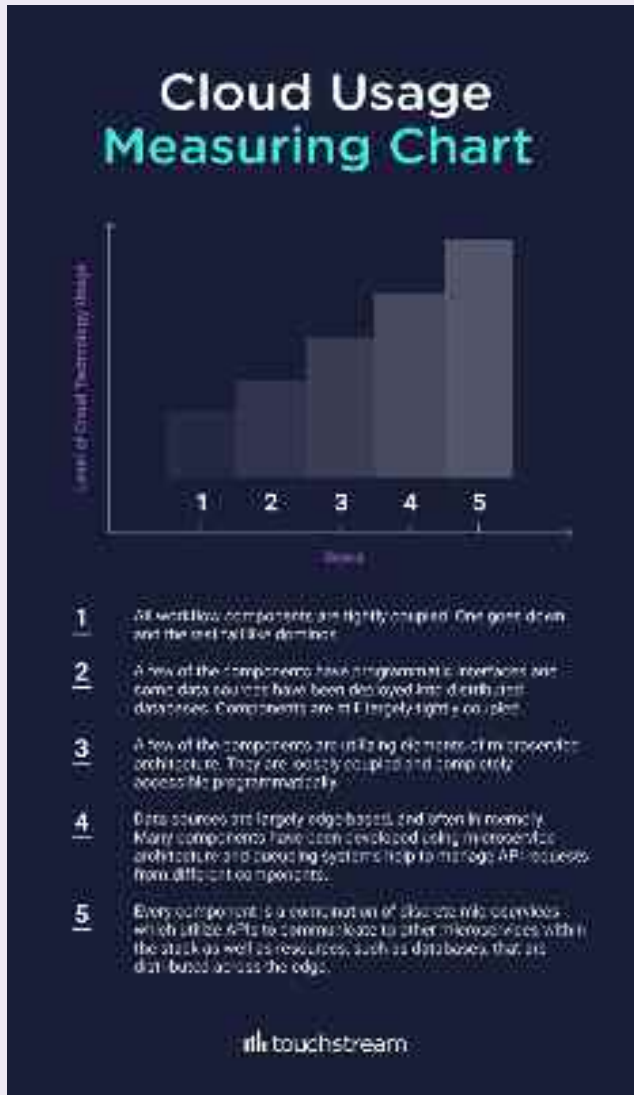 Cloud Usage
Measuring Chart
Level of Cloud Technology Usage
1 2 3 4 5
1
All workflow components are tightly coupled. One goes down
and the rest fall like dominos
2
A few of the components have programmatic interfaces and
some data sources have been deployed into distributed
databases. Components are still largely tightly coupled.
3
A few of the components are utilizing elements of microservice
architecture. They are loosely coupled and completely
accessible programmatically.
4
Data sources are largely edge-based, and often in memory.
Many components have been developed using microservice
architecture and queueing systems help to manage API requests
from different components.
5
Every component is a combination of discrete microservices
which utilize APIs to communicate to other microservices within
the stack as well as resources, such as databases, that are
distributed across the edge.
touchstream